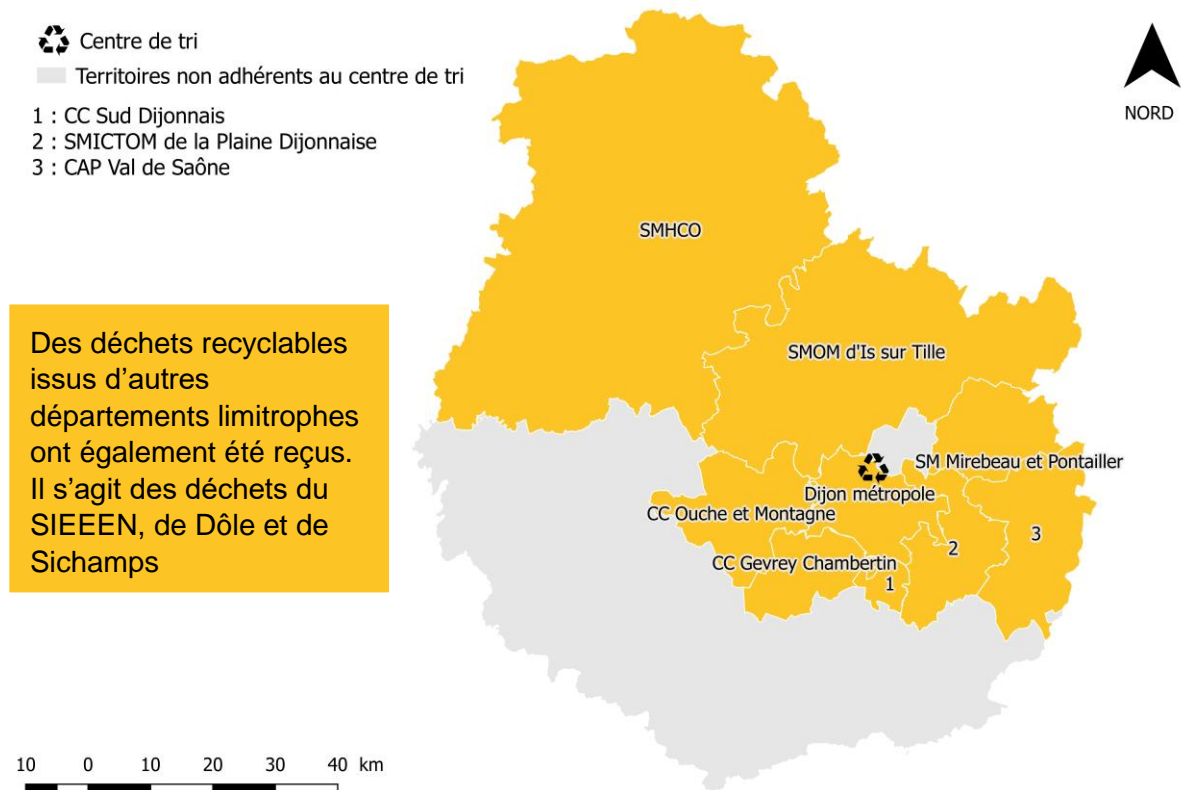 Centre de tri
Territoires non adhérents au centre de tri
1 : CC Sud Dijonnais
2 : SMICTOM de la Plaine Dijonnaise
3 : CAP Val de Saône
NORD
SMHCO
Des déchets recyclables
issus d’autres
départements limitrophes
ont également été reçus.
Il s’agit des déchets du
SIEEEN, de Dôle et de
Sichamps
SMOM d'Is sur Tille
SM Mirebeau et Pontailler
Dijon métropole
CC Ouche et Montagne
3
2
CC Gevrey Chambertin
1
10 0 10 20 30 40 km